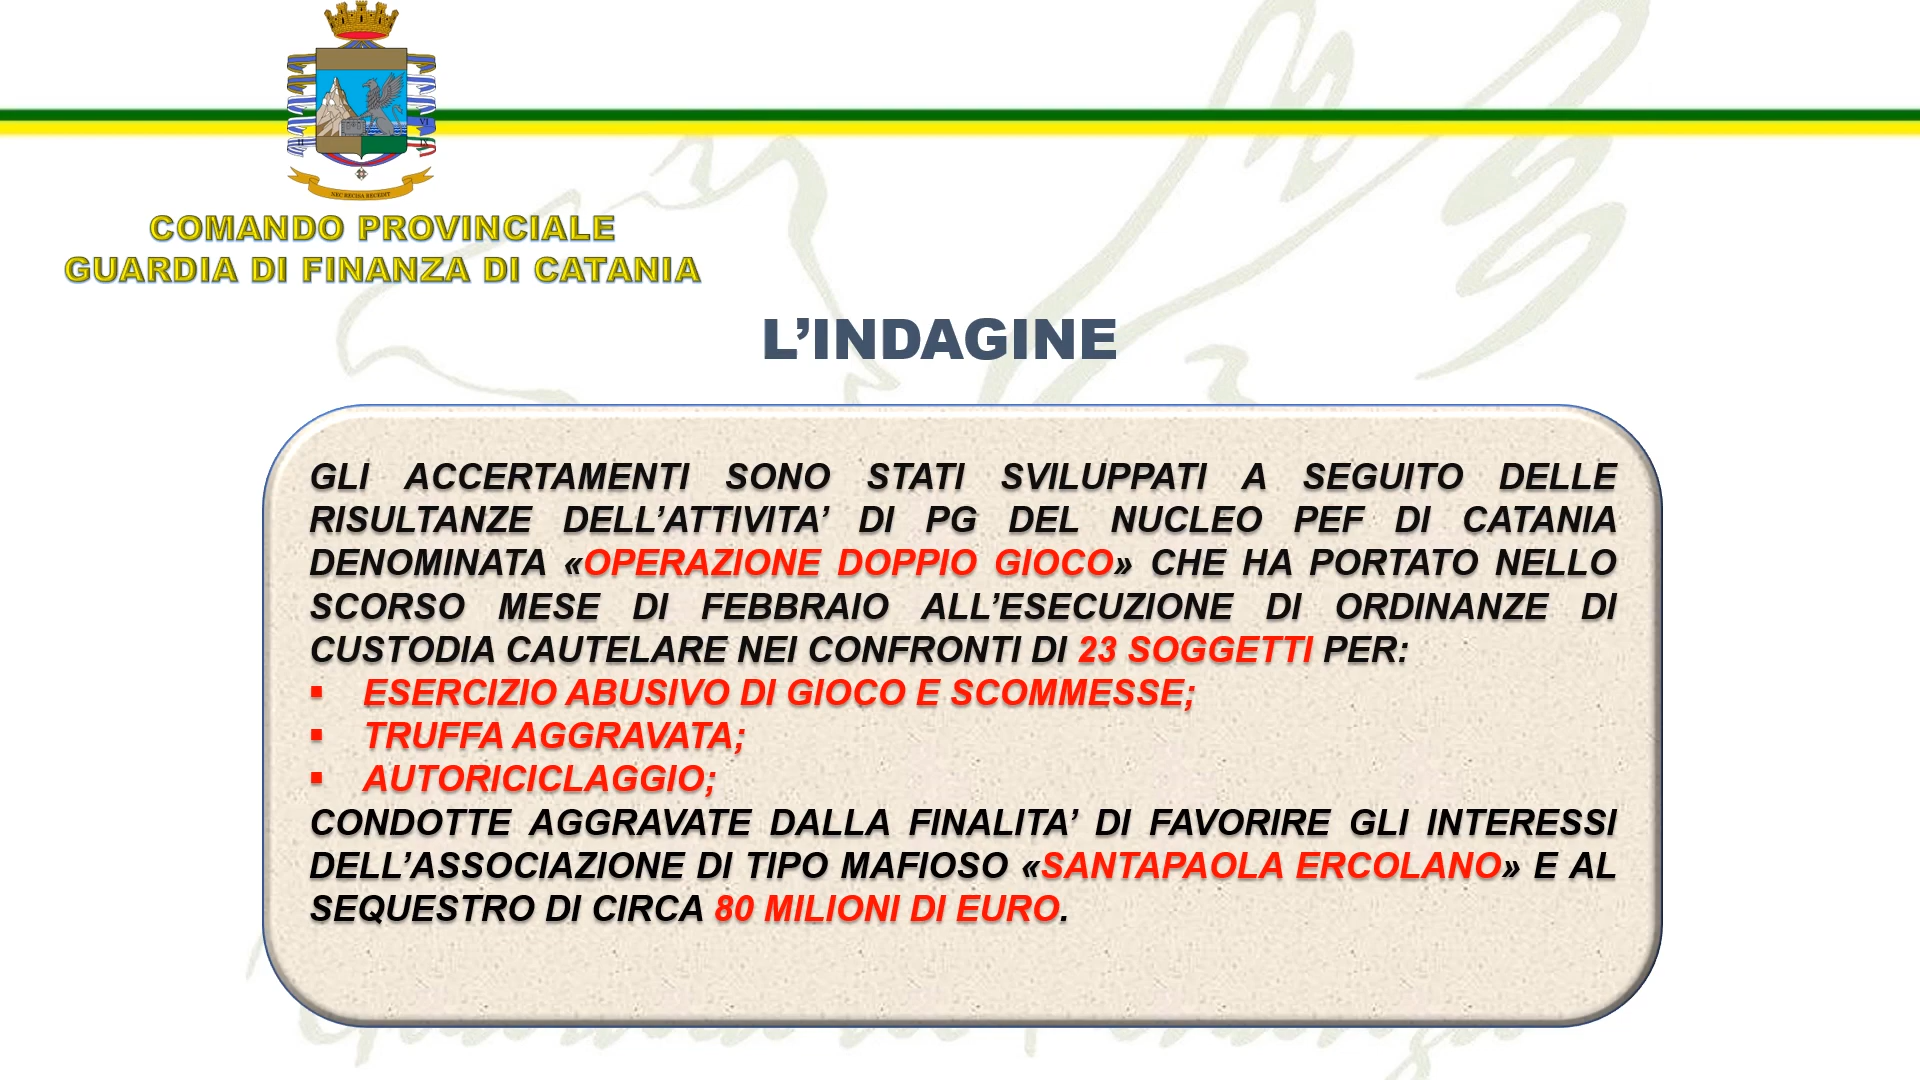 NEC RECISA RECEDIT
COMANDO PROVINCIALE
GUARDIA DI FINANZA DI CATANIA
L’INDAGINE
GLI ACCERTAMENTI SONO STATI SVILUPPATI A SEGUITO DELLE
RISULTANZE DELL’ATTIVITA’ DI PG DEL NUCLEO PEF DI CATANIA
DENOMINATA «OPERAZIONE DOPPIO GIOCO» CHE HA PORTATO NELLO
SCORSO MESE DI FEBBRAIO ALL’ESECUZIONE DI ORDINANZE DI
CUSTODIA CAUTELARE NEI CONFRONTI DI 23 SOGGETTI PER:
▪ ESERCIZIO ABUSIVO DI GIOCO E SCOMMESSE;
▪ TRUFFA AGGRAVATA;
▪ AUTORICICLAGGIO;
CONDOTTE AGGRAVATE DALLA FINALITA’ DI FAVORIRE GLI INTERESSI
DELL’ASSOCIAZIONE DI TIPO MAFIOSO «SANTAPAOLA ERCOLANO» E AL
SEQUESTRO DI CIRCA 80 MILIONI DI EURO.